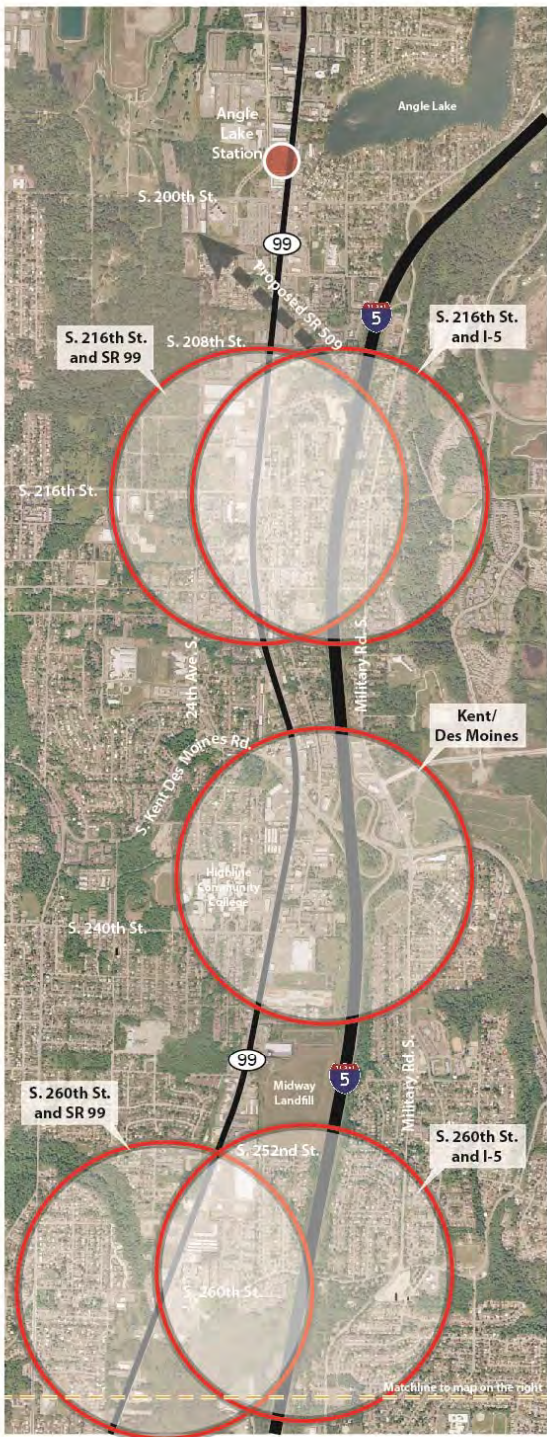 Angle Lake
Angle
Lake
Station
S. 200th St.
99
Proposed SR 509
5
S. 216th St.
and SR 99
S. 208th St.
S. 216th St.
and I-5
S. 216th St.
24th Ave. S.
Military Rd. S.
Kent/
Des Moines
S. Kent Des Moines Rd.
Highline
Community
College
S. 240th St.
99
5
Midway
Landfill
Military Rd. S.
S. 260th St.
and SR 99
S. 252nd St.
S. 260th St.
and I-5
S. 260th St.
Matchline to map on the right